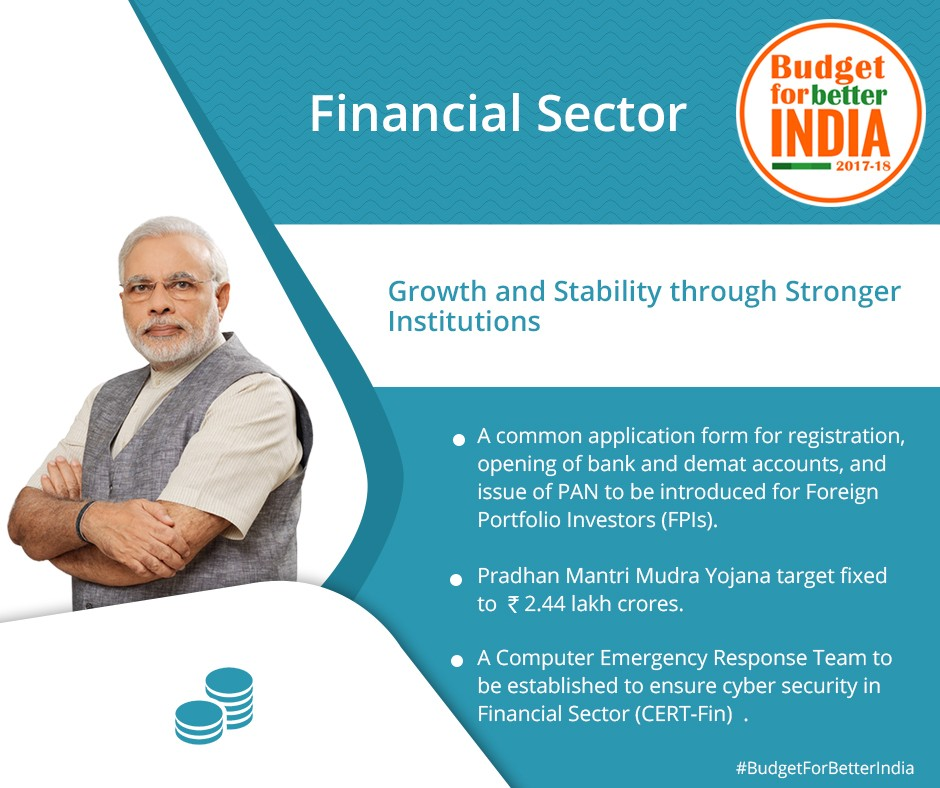 Financial Sector
Budget
forbetter
INDIA
2017-18
Growth and Stability through Stronger
Institutions
A common application form for registration,
opening of bank and demat accounts, and
issue of PAN to be introduced for Foreign
Portfolio Investors (FPIs).
Pradhan Mantri Mudra Yojana target fixed
to ₹ 2.44 lakh crores.
A Computer Emergency Response Team to
be established to ensure cyber security in
Financial Sector (CERT-Fin) .
#BudgetForBetterIndia